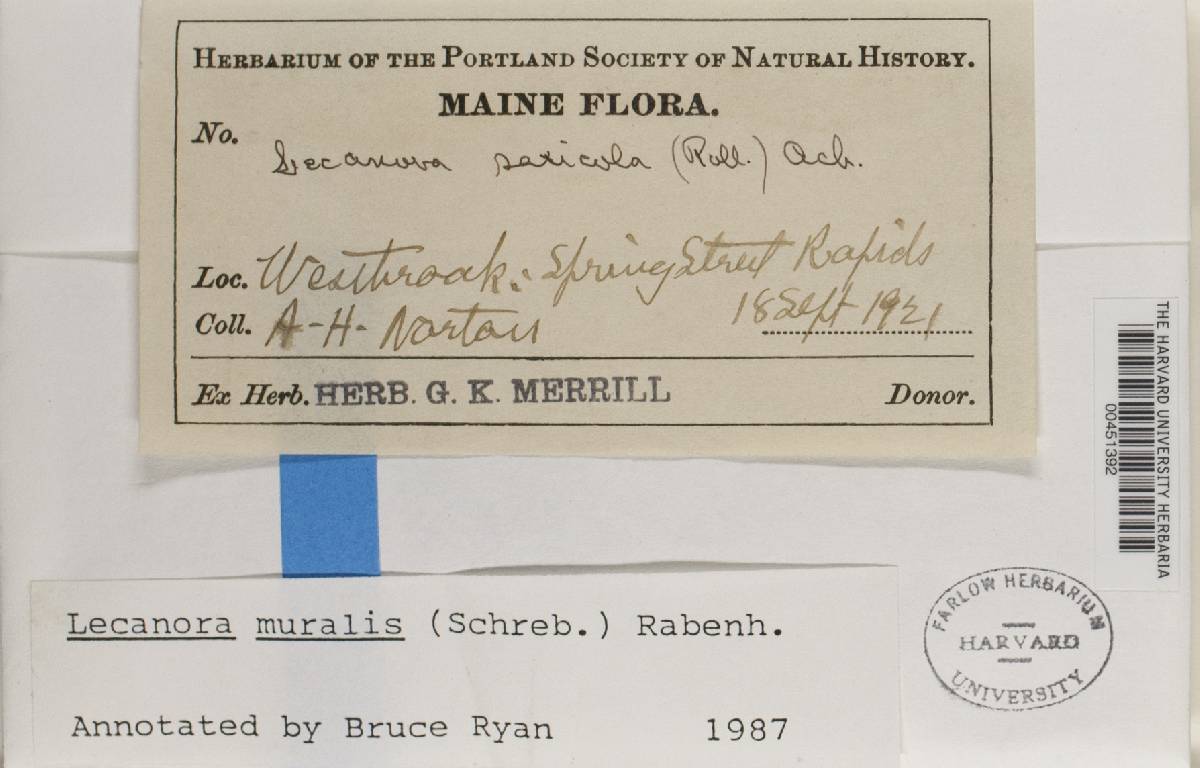 HERBARIUM OF THE PORTLAND SOCIETY OF NATURAL HISTORY.
MAINE FLORA.
No.
Lecanora saxicola (Poll.) Ach.
Loc. Westbrook: Spring Street Rapids
Coll. A-H- Norton 18 Sept 1921
Ex Herb. HERB. G. K. MERRILL Donor.
THE HARVARD UNIVERSITY HERBARIA
00451392
FARLOW HERBARIUM
HARVARD
UNIVERSITY
Lecanora muralis (Schreb.) Rabenh.
Annotated by Bruce Ryan 1987